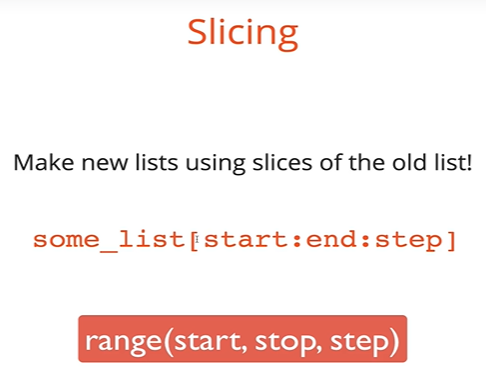 Slicing
Make new lists using slices of the old list!
some_list[start:end:step]
range(start, stop, step)